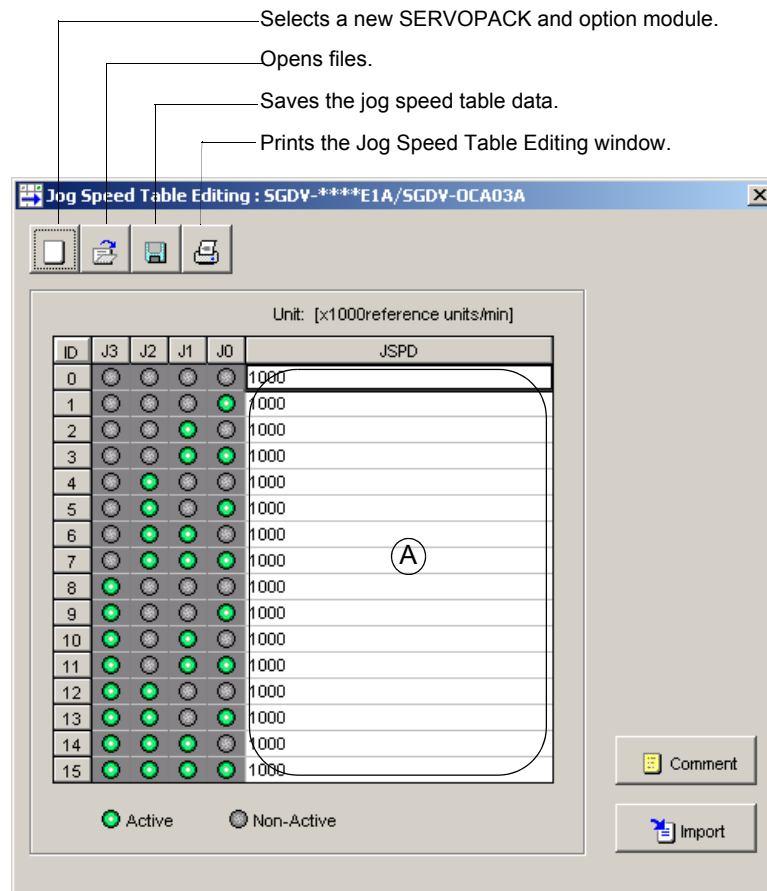 Selects a new SERVOPACK and option module.
Opens files.
Saves the jog speed table data.
Prints the Jog Speed Table Editing window.
Jog Speed Table Editing : SGDV-****E1A/SGDV-OCA03A
Unit: [x1000reference units/min]
ID J3 J2 J1 J0 JSPD
0 1000
1 1000
2 1000
3 1000
4 1000
5 1000
6 1000
7 1000
A
8 1000
9 1000
10 1000
11 1000
12 1000
13 1000
14 1000
15 1000
Comment
Active Non-Active
Import